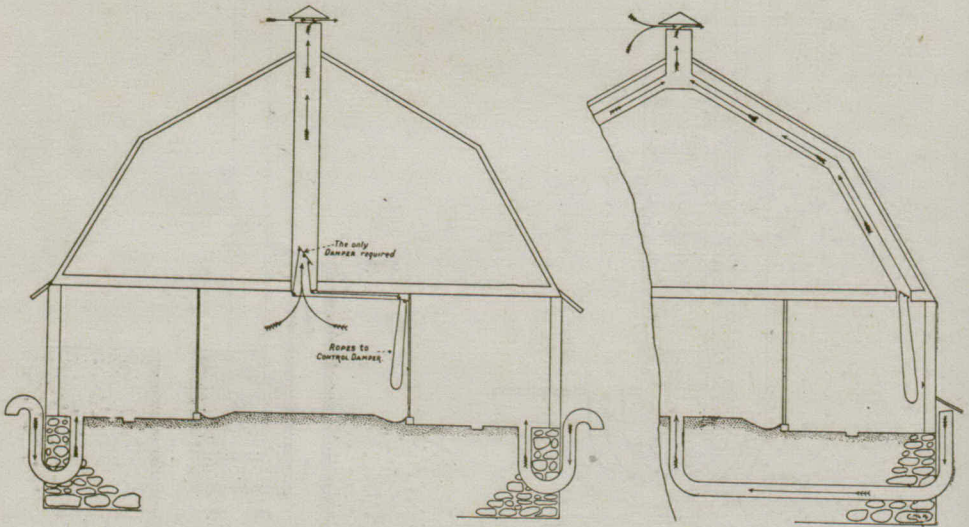 The only
DAMPER required
ROPES to
CONTROL DAMPER.